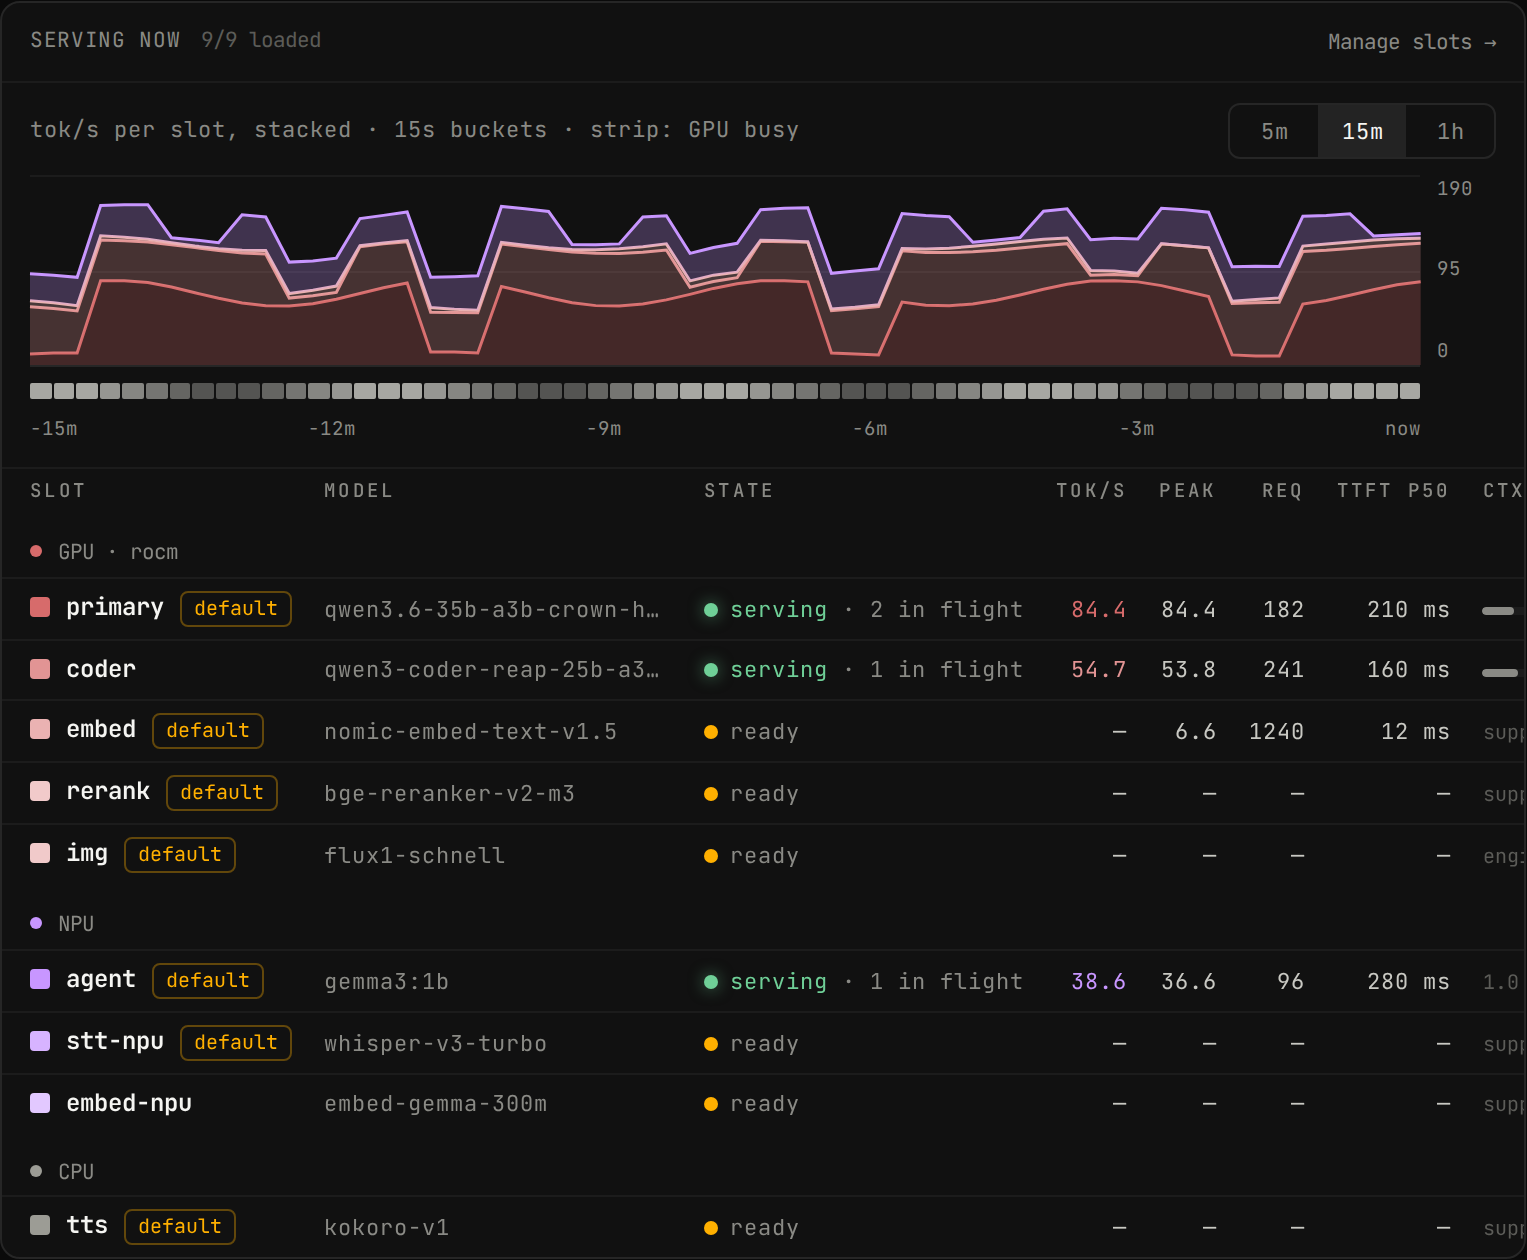 SERVING NOW 9/9 loaded Manage slots →
tok/s per slot, stacked · 15s buckets · strip: GPU busy 5m 15m 1h
190
95
0
-15m -12m -9m -6m -3m now
SLOT MODEL STATE TOK/S PEAK REQ TTFT P50 CTX
GPU · rocm
primary default qwen3.6-35b-a3b-crown-h… serving · 2 in flight 84.4 84.4 182 210 ms
coder qwen3-coder-reap-25b-a3… serving · 1 in flight 54.7 53.8 241 160 ms
embed default nomic-embed-text-v1.5 ready — 6.6 1240 12 ms
rerank default bge-reranker-v2-m3 ready — — — —
img default flux1-schnell ready — — — —
NPU
agent default gemma3:1b serving · 1 in flight 38.6 36.6 96 280 ms 1.0
stt-npu default whisper-v3-turbo ready — — — —
embed-npu embed-gemma-300m ready — — — —
CPU
tts default kokoro-v1 ready — — — —